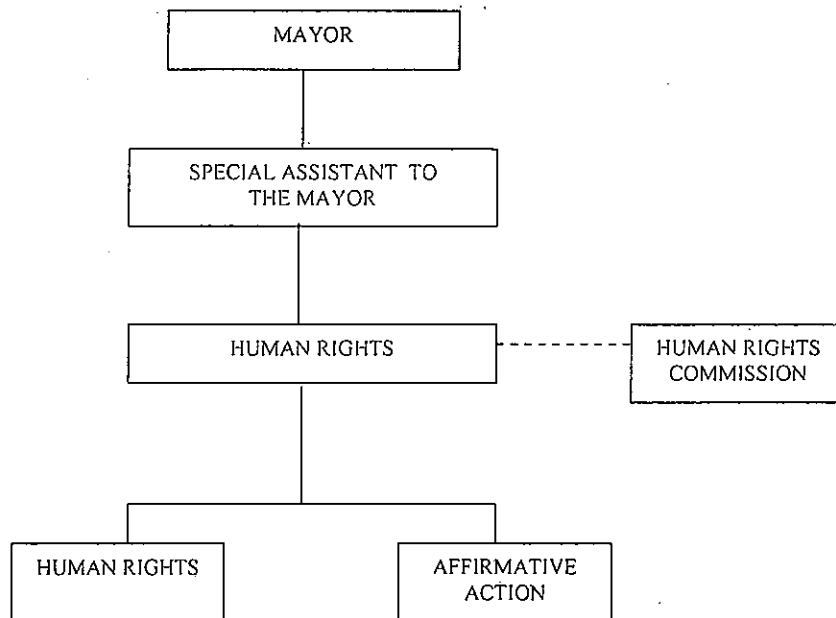 MAYOR
SPECIAL ASSISTANT TO
THE MAYOR
HUMAN RIGHTS
HUMAN RIGHTS
COMMISSION
HUMAN RIGHTS
AFFIRMATIVE
ACTION